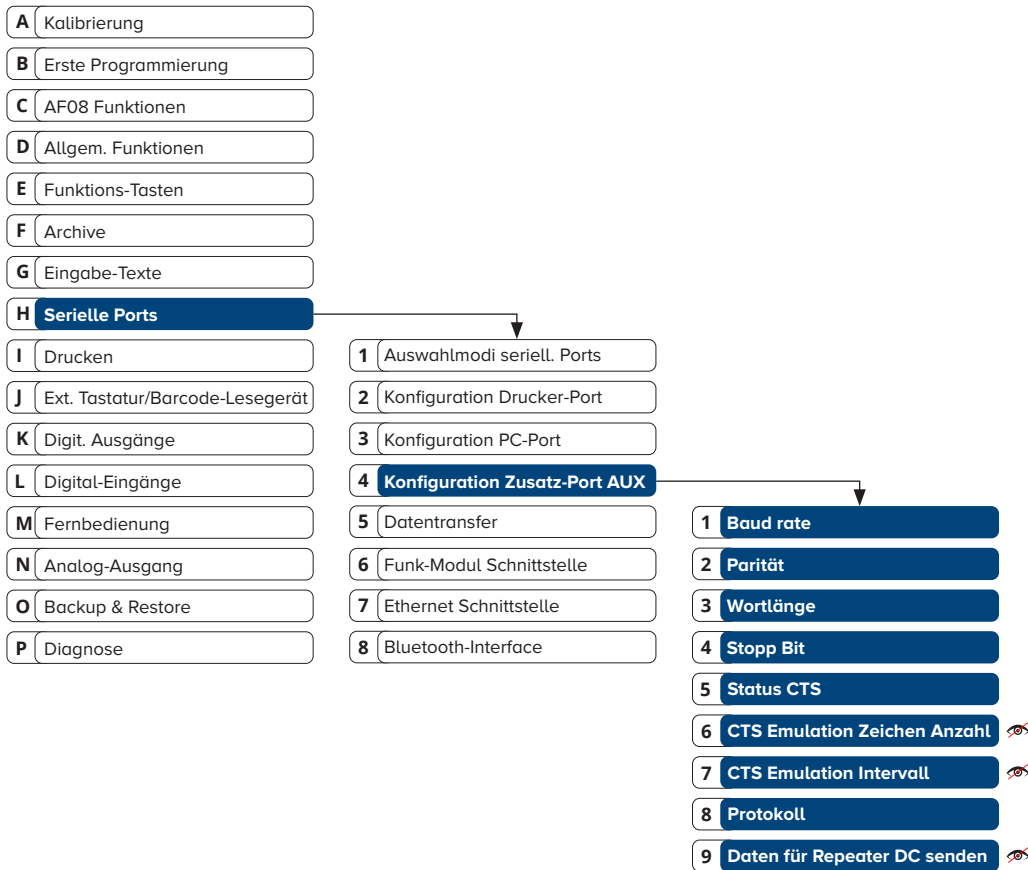 A Kalibrierung
B Erste Programmierung
C AF08 Funktionen
D Allgem. Funktionen
E Funktions-Tasten
F Archive
G Eingabe-Texte
H Serielle Ports
I Drucken
J Ext. Tastatur/Barcode-Lesegerät
K Digit. Ausgänge
L Digital-Eingänge
M Fernbedienung
N Analog-Ausgang
O Backup & Restore
P Diagnose
1 Auswahlmodi seriell. Ports
2 Konfiguration Drucker-Port
3 Konfiguration PC-Port
4 Konfiguration Zusatz-Port AUX
5 Datentransfer
6 Funk-Modul Schnittstelle
7 Ethernet Schnittstelle
8 Bluetooth-Interface
1 Baud rate
2 Parität
3 Wortlänge
4 Stopp Bit
5 Status CTS
6 CTS Emulation Zeichen Anzahl
7 CTS Emulation Intervall
8 Protokoll
9 Daten für Repeater DC senden